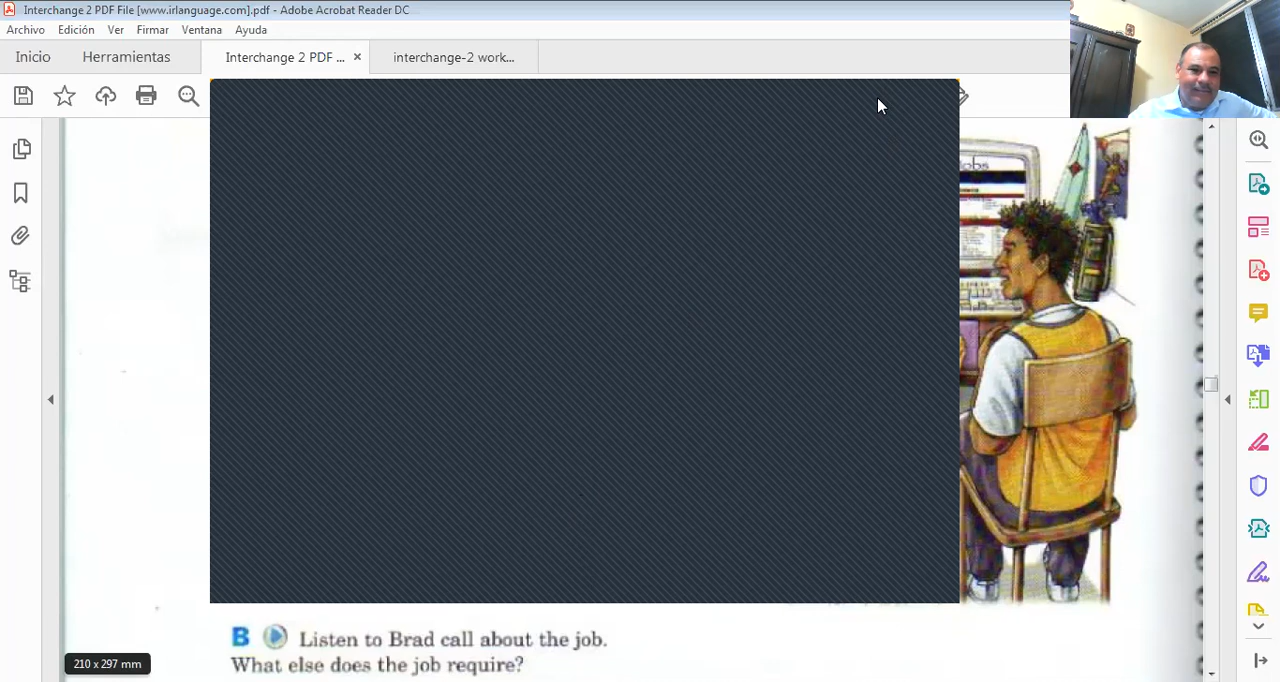 Interchange 2 PDF File [www.irlanguage.com].pdf - Adobe Acrobat Reader DC
Archivo Edición Ver Firmar Ventana Ayuda
Inicio Herramientas Interchange 2 PDF ... × interchange-2 work...
obs
B Listen to Brad call about the job.
What else does the job require?
210 x 297 mm